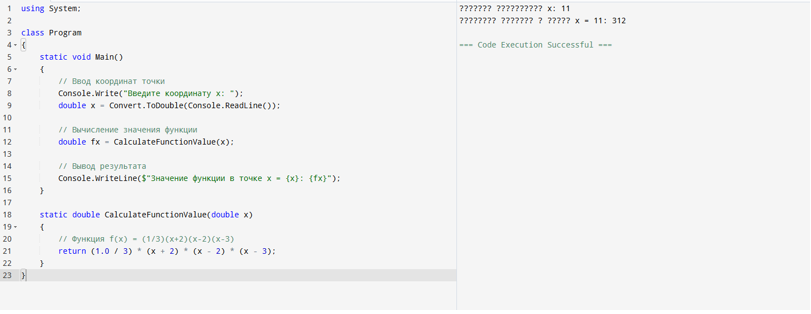 1 using System;
2
3 class Program
4 {
5 static void Main()
6 {
7 // Ввод координат точки
8 Console.Write("Введите координату x: ");
9 double x = Convert.ToDouble(Console.ReadLine());
10
11 // Вычисление значения функции
12 double fx = CalculateFunctionValue(x);
13
14 // Вывод результата
15 Console.WriteLine($"Значение функции в точке x = {x}: {fx}");
16 }
17
18 static double CalculateFunctionValue(double x)
19 {
20 // Функция f(x) = (1/3)(x+2)(x-2)(x-3)
21 return (1.0 / 3) * (x + 2) * (x - 2) * (x - 3);
22 }
23 }
??????? ?????????? x: 11
???????? ??????? ? ????? x = 11: 312
=== Code Execution Successful ===